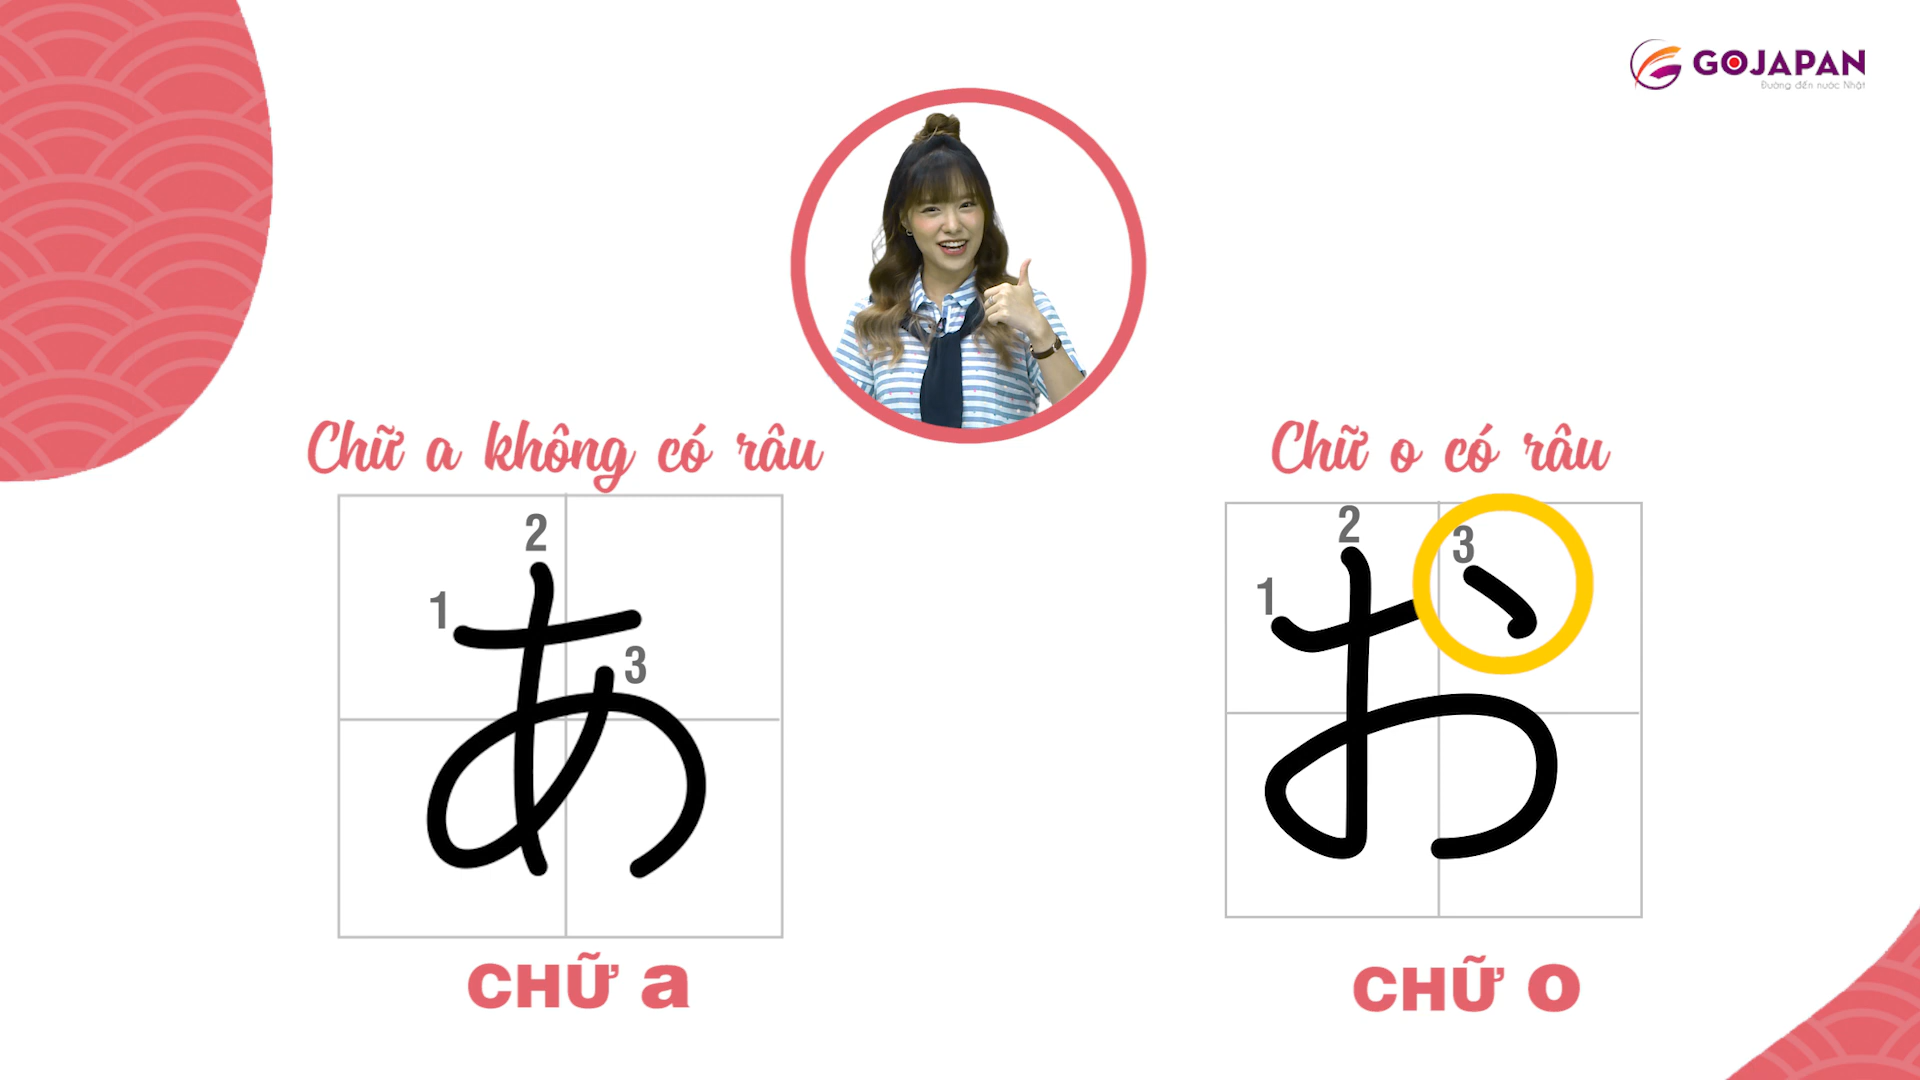 GOJAPAN
Đường đến nước Nhật
Chữ a không có râu
Chữ o có râu
1
2
3
あ
1
2
3
お
CHỮ a
CHỮ o